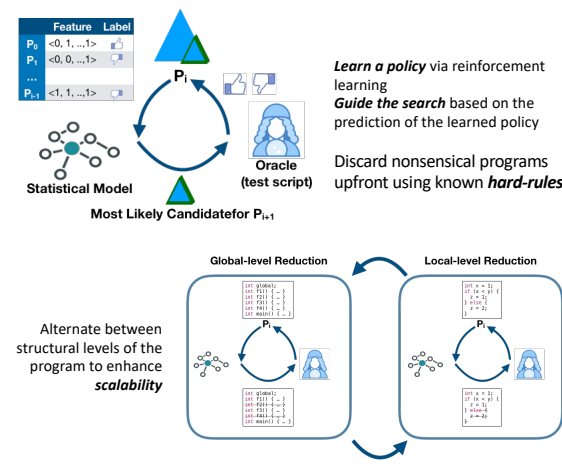 Feature Label
P0 <0, 1, ..,1>
P1 <0, 0, ..,1>
...
Pi-1 <1, 1, ..,1>
Pi
Statistical Model
Oracle
(test script)
Most Likely Candidatefor Pi+1
Learn a policy via reinforcement
learning
Guide the search based on the
prediction of the learned policy
Discard nonsensical programs
upfront using known hard-rules
Alternate between
structural levels of the
program to enhance
scalability
Global-level Reduction
int global;
int f1() { … }
int f2() { … }
int f3() { … }
int f4() { … }
int main() { … }
Pi
int global;
int f1() { … }
int f2() { … }
int f3() { … }
int f4() { … }
int main() { … }
Local-level Reduction
int x = 1;
if (x < y) {
z = 1;
} else {
z = 2;
}
Pi
int x = 1;
if (x < y) {
z = 1;
} else {
z = 2;
}